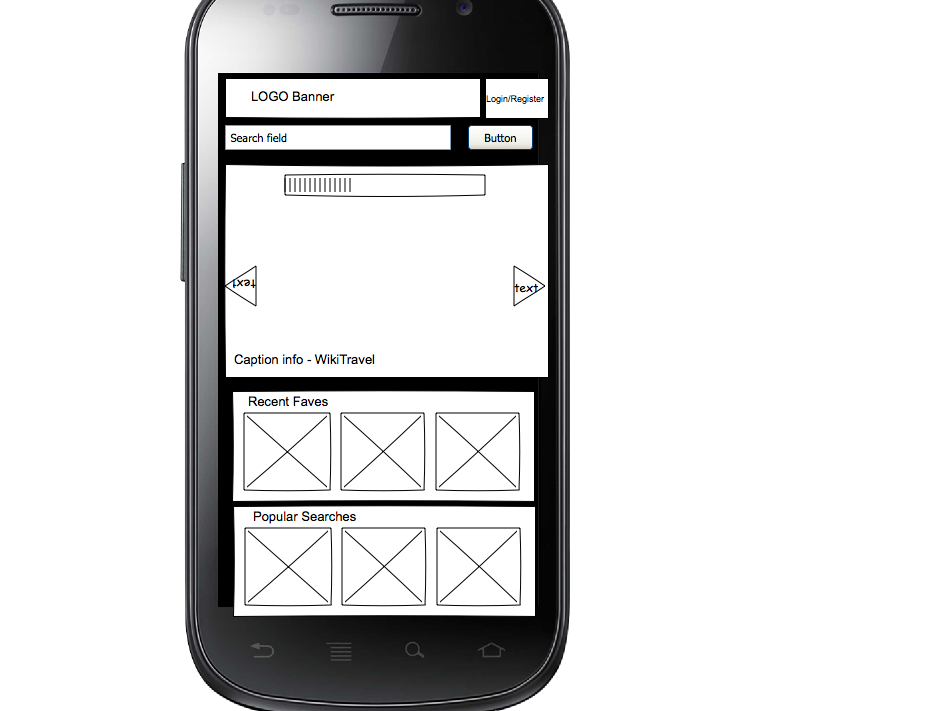 LOGO Banner
Login/Register
Search field
Button
text
text
Caption info - WikiTravel
Recent Faves
Popular Searches